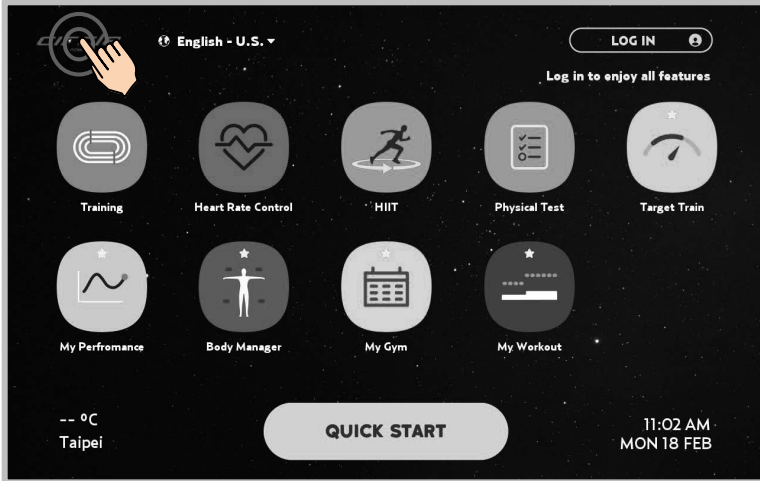 English - U.S.
LOG IN
Log in to enjoy all features
Training
Heart Rate Control
HIIT
Physical Test
Target Train
My Perfromance
Body Manager
My Gym
My Workout
-- °C
Taipei
QUICK START
11:02 AM
MON 18 FEB